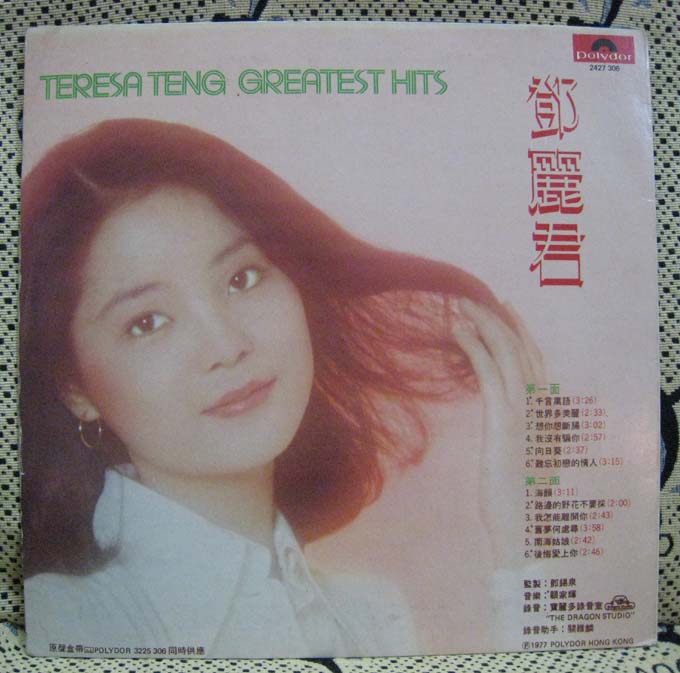 Polydor
2427 306
TERESA TENG GREATEST HITS
鄧麗君
第一面
1. 千言萬語(3:26)
2. 世界多美麗(2:33)
3. 想你想斷腸(3:02)
4. 我沒有騙你(2:57)
5. 向日葵(2:37)
6. 難忘初戀的情人(3:15)
第二面
1. 海韻(3:11)
2. 路邊的野花不要採(2:00)
3. 我怎能離開你(2:43)
4. 舊夢何處尋(3:58)
5. 南海姑娘(2:42)
6. 後悔愛上你(2:46)
監製:鄧錫泉
音樂:顧家煇
錄音:寶麗多錄音室
"THE DRAGON STUDIO"
錄音助手:關維麟
原聲盒帶 POLYDOR 3225 306 同時供應
Ⓟ1977 POLYDOR HONG KONG